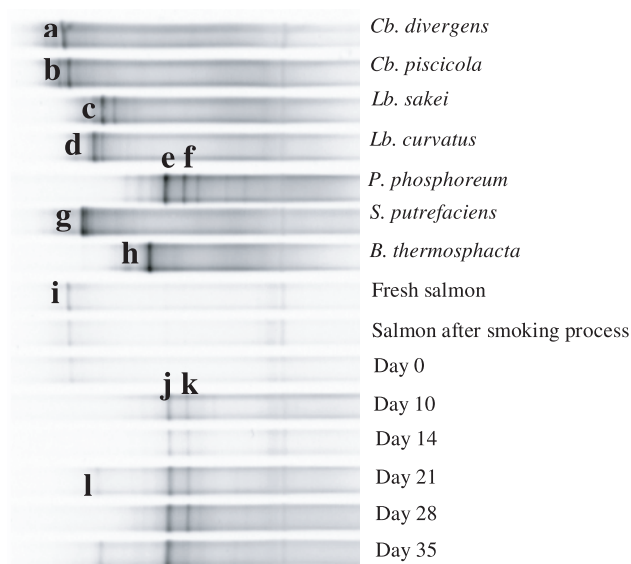 a Cb. divergens
b Cb. piscicola
c Lb. sakei
d Lb. curvatus
e f P. phosphoreum
g S. putrefaciens
h B. thermosphacta
i Fresh salmon
Salmon after smoking process
Day 0
j k Day 10
Day 14
l Day 21
Day 28
Day 35